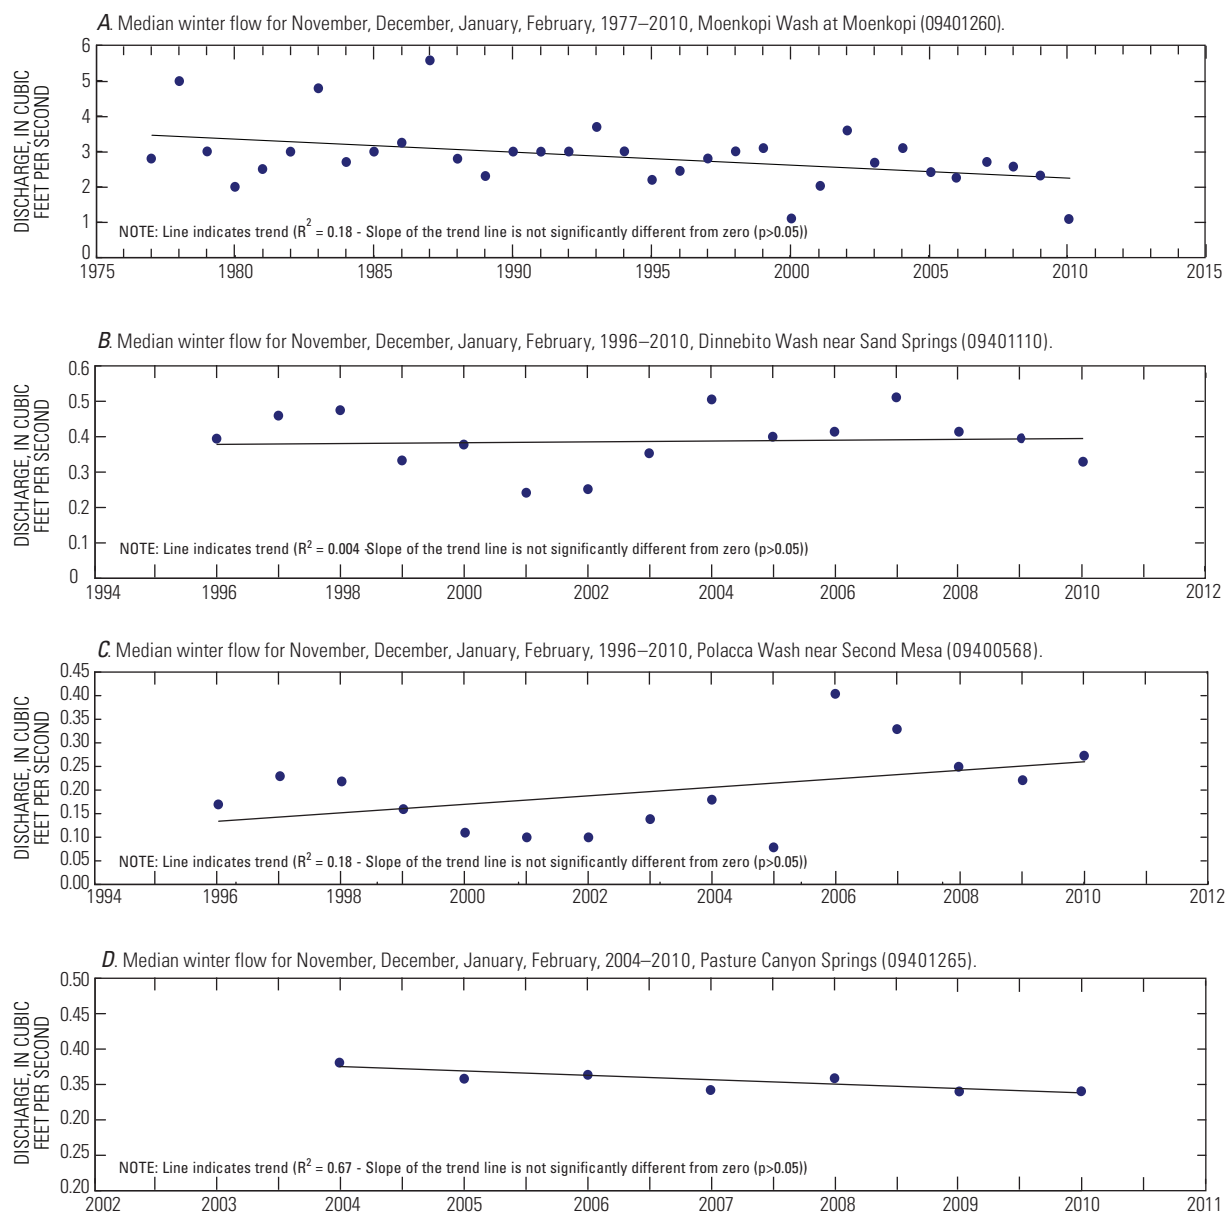 A. Median winter flow for November, December, January, February, 1977–2010, Moenkopi Wash at Moenkopi (09401260).
DISCHARGE, IN CUBIC
FEET PER SECOND
6
5
4
3
2
1
0
NOTE: Line indicates trend (R² = 0.18 - Slope of the trend line is not significantly different from zero (p>0.05))
1975 1980 1985 1990 1995 2000 2005 2010 2015
B. Median winter flow for November, December, January, February, 1996–2010, Dinnebito Wash near Sand Springs (09401110).
DISCHARGE, IN CUBIC
FEET PER SECOND
0.6
0.5
0.4
0.3
0.2
0.1
0
NOTE: Line indicates trend (R² = 0.004 -Slope of the trend line is not significantly different from zero (p>0.05))
1994 1996 1998 2000 2002 2004 2006 2008 2010 2012
C. Median winter flow for November, December, January, February, 1996–2010, Polacca Wash near Second Mesa (09400568).
DISCHARGE, IN CUBIC
FEET PER SECOND
0.45
0.40
0.35
0.30
0.25
0.20
0.15
0.10
0.05
0.00
NOTE: Line indicates trend (R² = 0.18 - Slope of the trend line is not significantly different from zero (p>0.05))
1994 1996 1998 2000 2002 2004 2006 2008 2010 2012
D. Median winter flow for November, December, January, February, 2004–2010, Pasture Canyon Springs (09401265).
DISCHARGE, IN CUBIC
FEET PER SECOND
0.50
0.45
0.40
0.35
0.20
0.25
0.20
NOTE: Line indicates trend (R² = 0.67 - Slope of the trend line is not significantly different from zero (p>0.05))
2002 2003 2004 2005 2006 2007 2008 2009 2010 2011